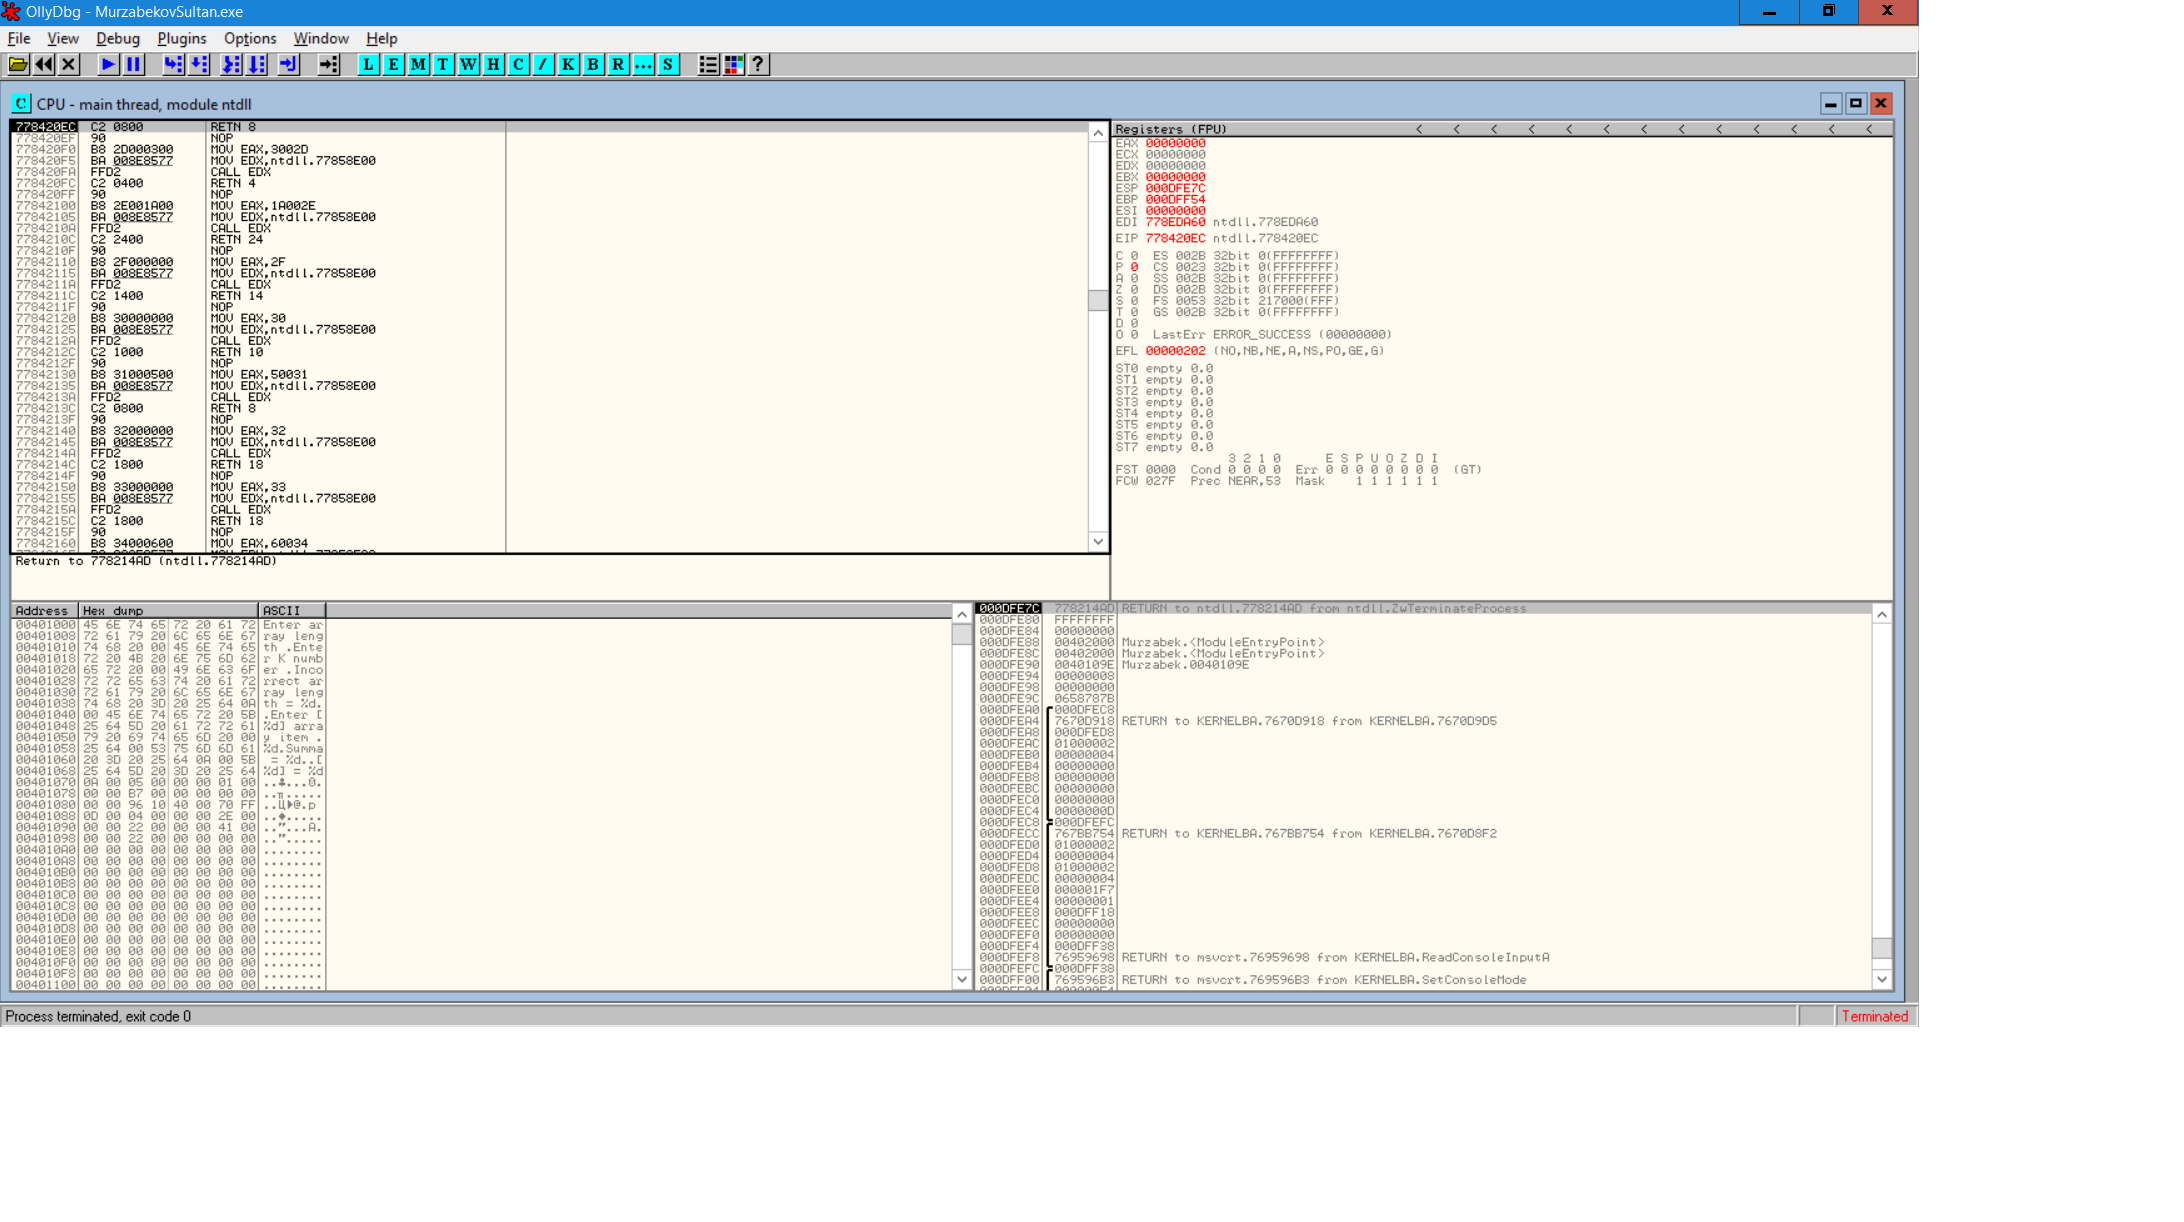 OllyDbg - MurzabekovSultan.exe
File View Debug Plugins Options Window Help
L E M T W H C / K B R ... S ?
C CPU - main thread, module ntdll
778420EC C2 0800 RETN 8
778420EF 90 NOP
778420F0 B8 2D000300 MOV EAX,3002D
778420F5 BA 008E8577 MOV EDX,ntdll.77858E00
778420FA FFD2 CALL EDX
778420FC C2 0400 RETN 4
778420FF 90 NOP
77842100 B8 2E001A00 MOV EAX,1A002E
77842105 BA 008E8577 MOV EDX,ntdll.77858E00
7784210A FFD2 CALL EDX
7784210C C2 2400 RETN 24
7784210F 90 NOP
77842110 B8 2F000000 MOV EAX,2F
77842115 BA 008E8577 MOV EDX,ntdll.77858E00
7784211A FFD2 CALL EDX
7784211C C2 1400 RETN 14
7784211F 90 NOP
77842120 B8 30000000 MOV EAX,30
77842125 BA 008E8577 MOV EDX,ntdll.77858E00
7784212A FFD2 CALL EDX
7784212C C2 1000 RETN 10
7784212F 90 NOP
77842130 B8 31000500 MOV EAX,50031
77842135 BA 008E8577 MOV EDX,ntdll.77858E00
7784213A FFD2 CALL EDX
7784213C C2 0800 RETN 8
7784213F 90 NOP
77842140 B8 32000000 MOV EAX,32
77842145 BA 008E8577 MOV EDX,ntdll.77858E00
7784214A FFD2 CALL EDX
7784214C C2 1800 RETN 18
7784214F 90 NOP
77842150 B8 33000000 MOV EAX,33
77842155 BA 008E8577 MOV EDX,ntdll.77858E00
7784215A FFD2 CALL EDX
7784215C C2 1800 RETN 18
7784215F 90 NOP
77842160 B8 34000600 MOV EAX,60034
Return to 778214AD (ntdll.778214AD)
Registers (FPU) < < < < < < < < < < < < <
EAX 00000000
ECX 00000000
EDX 00000000
EBX 00000000
ESP 000DFE7C
EBP 000DFF54
ESI 00000000
EDI 778EDA60 ntdll.778EDA60
EIP 778420EC ntdll.778420EC
C 0 ES 002B 32bit 0(FFFFFFFF)
P 0 CS 0023 32bit 0(FFFFFFFF)
A 0 SS 002B 32bit 0(FFFFFFFF)
Z 0 DS 002B 32bit 0(FFFFFFFF)
S 0 FS 0053 32bit 217000(FFF)
T 0 GS 002B 32bit 0(FFFFFFFF)
D 0
O 0 LastErr ERROR_SUCCESS (00000000)
EFL 00000202 (NO,NB,NE,A,NS,PO,GE,G)
ST0 empty 0.0
ST1 empty 0.0
ST2 empty 0.0
ST3 empty 0.0
ST4 empty 0.0
ST5 empty 0.0
ST6 empty 0.0
ST7 empty 0.0
3 2 1 0 E S P U O Z D I
FST 0000 Cond 0 0 0 0 Err 0 0 0 0 0 0 0 0 (GT)
FCW 027F Prec NEAR,53 Mask 1 1 1 1 1 1
Address Hex dump ASCII
00401000 45 6E 74 65 72 20 61 72 Enter ar
00401008 72 61 79 20 6C 65 6E 67 ray leng
00401010 74 68 20 00 45 6E 74 65 th .Ente
00401018 72 20 4B 20 6E 75 6D 62 r K numb
00401020 65 72 20 00 49 6E 63 6F er .Inco
00401028 72 72 65 63 74 20 61 72 rrect ar
00401030 72 61 79 20 6C 65 6E 67 ray leng
00401038 74 68 20 3D 20 25 64 0A th = %d.
00401040 00 45 6E 74 65 72 20 5B .Enter [
00401048 25 64 5D 20 61 72 72 61 %d] arra
00401050 79 20 69 74 65 6D 20 00 y item .
00401058 25 64 00 53 75 6D 6D 61 %d.Summa
00401060 20 3D 20 25 64 0A 00 5B = %d..[
00401068 25 64 5D 20 3D 20 25 64 %d] = %d
00401070 0A 00 05 00 00 00 01 00 ..♣...☺.
00401078 00 00 B7 00 00 00 00 00 ..╖.....
00401080 00 00 96 10 40 00 70 FF ..Ц►@.p
00401088 0D 00 04 00 00 00 2E 00 ..♦.....
00401090 00 00 22 00 00 00 41 00 .."...A.
00401098 00 00 22 00 00 00 00 00 ..".....
004010A0 00 00 00 00 00 00 00 00 ........
004010A8 00 00 00 00 00 00 00 00 ........
004010B0 00 00 00 00 00 00 00 00 ........
004010B8 00 00 00 00 00 00 00 00 ........
004010C0 00 00 00 00 00 00 00 00 ........
004010C8 00 00 00 00 00 00 00 00 ........
004010D0 00 00 00 00 00 00 00 00 ........
004010D8 00 00 00 00 00 00 00 00 ........
004010E0 00 00 00 00 00 00 00 00 ........
004010E8 00 00 00 00 00 00 00 00 ........
004010F0 00 00 00 00 00 00 00 00 ........
004010F8 00 00 00 00 00 00 00 00 ........
00401100 00 00 00 00 00 00 00 00 ........
000DFE7C 778214AD RETURN to ntdll.778214AD from ntdll.ZwTerminateProcess
000DFE80 FFFFFFFF
000DFE84 00000000
000DFE88 00402000 Murzabek.<ModuleEntryPoint>
000DFE8C 00402000 Murzabek.<ModuleEntryPoint>
000DFE90 0040109E Murzabek.0040109E
000DFE94 00000008
000DFE98 00000000
000DFE9C 0658787B
000DFEA0 000DFEC8
000DFEA4 7670D918 RETURN to KERNELBA.7670D918 from KERNELBA.7670D9D5
000DFEA8 000DFED8
000DFEAC 01000002
000DFEB0 00000004
000DFEB4 00000000
000DFEB8 00000000
000DFEBC 00000000
000DFEC0 00000000
000DFEC4 0000000D
000DFEC8 000DFEFC
000DFECC 767BB754 RETURN to KERNELBA.767BB754 from KERNELBA.7670D8F2
000DFED0 01000002
000DFED4 00000004
000DFED8 01000002
000DFEDC 00000004
000DFEE0 000001F7
000DFEE4 00000001
000DFEE8 000DFF18
000DFEEC 00000000
000DFEF0 00000000
000DFEF4 000DFF38
000DFEF8 76959698 RETURN to msvcrt.76959698 from KERNELBA.ReadConsoleInputA
000DFEFC 000DFF38
000DFF00 769596B3 RETURN to msvcrt.769596B3 from KERNELBA.SetConsoleMode
Process terminated, exit code 0
Terminated